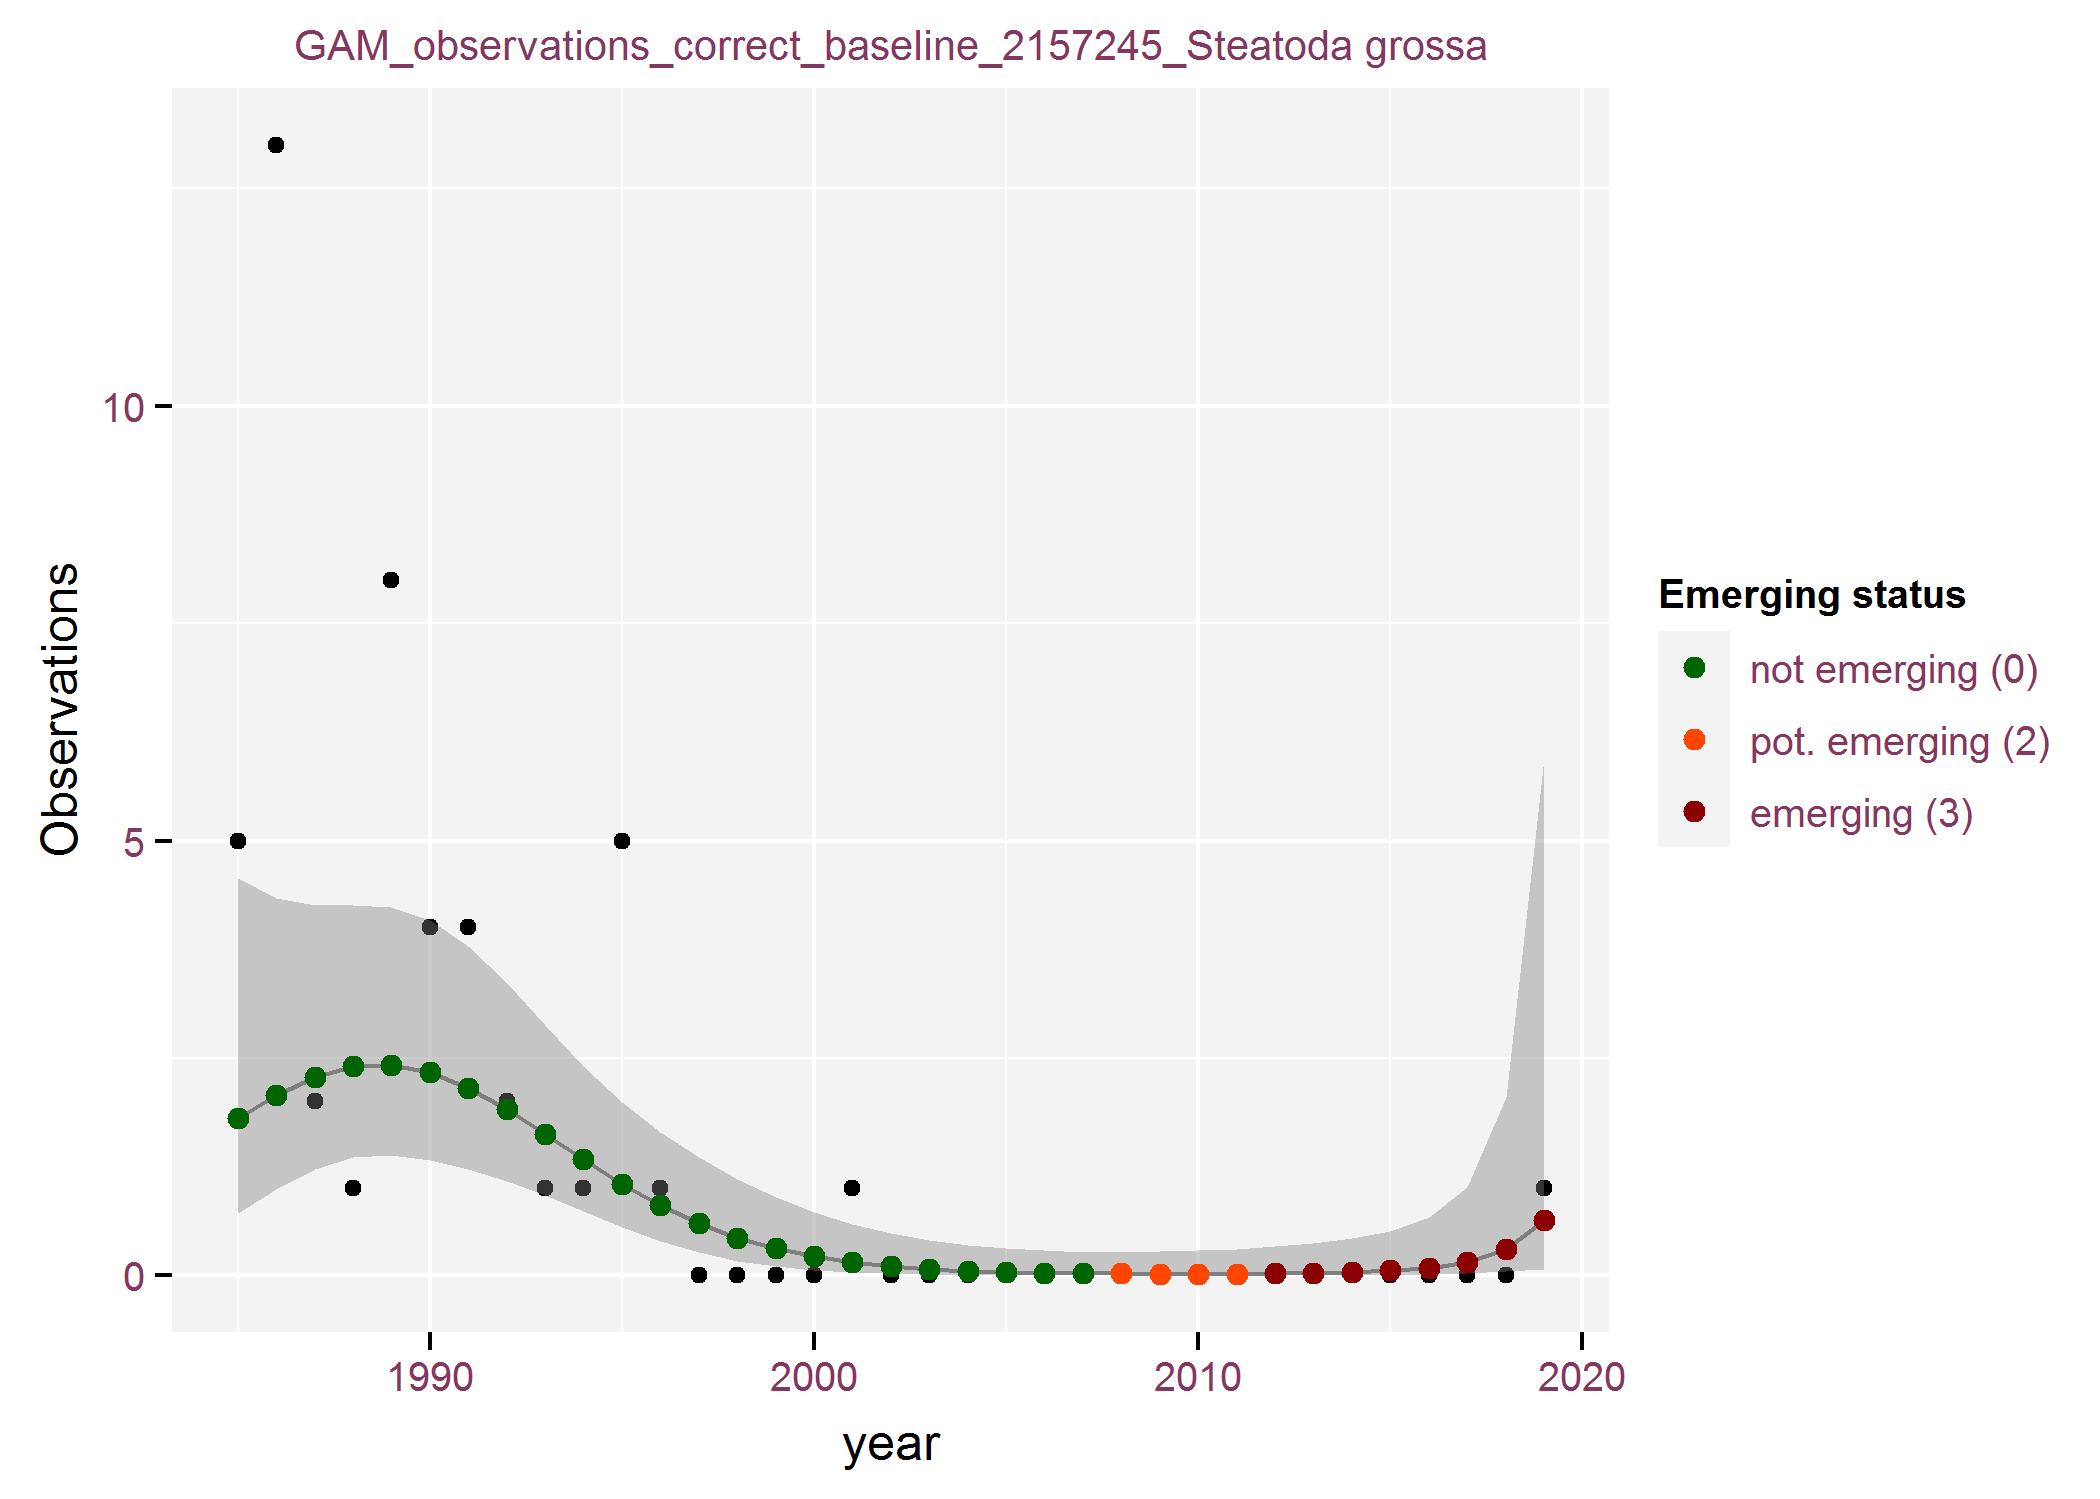 GAM_observations_correct_baseline_2157245_Steatoda grossa
Observations
10
5
0
1990
2000
2010
2020
year
Emerging status
not emerging (0)
pot. emerging (2)
emerging (3)